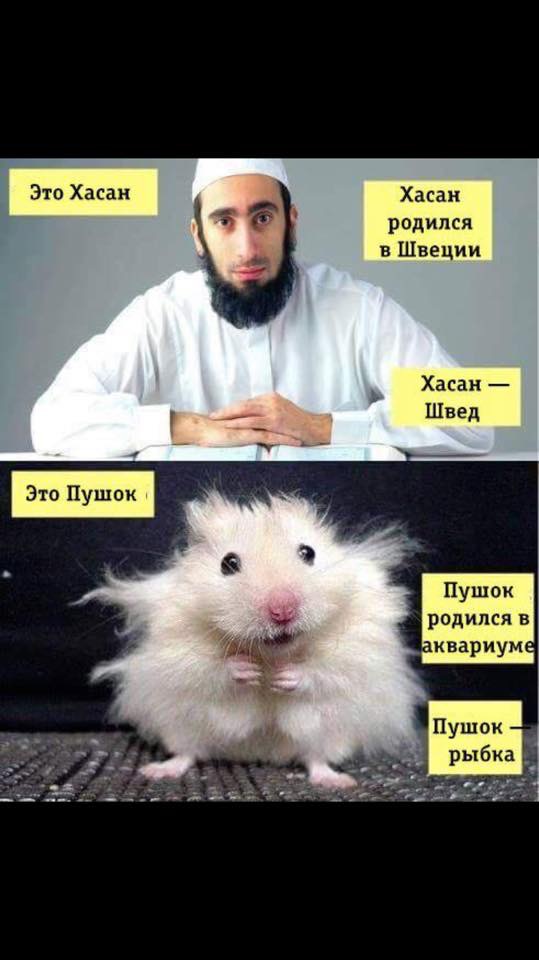 Это Хасан
Хасан
родился
в Швеции
Хасан —
Швед
Это Пушок
Пушок
родился в
аквариуме
Пушок —
рыбка